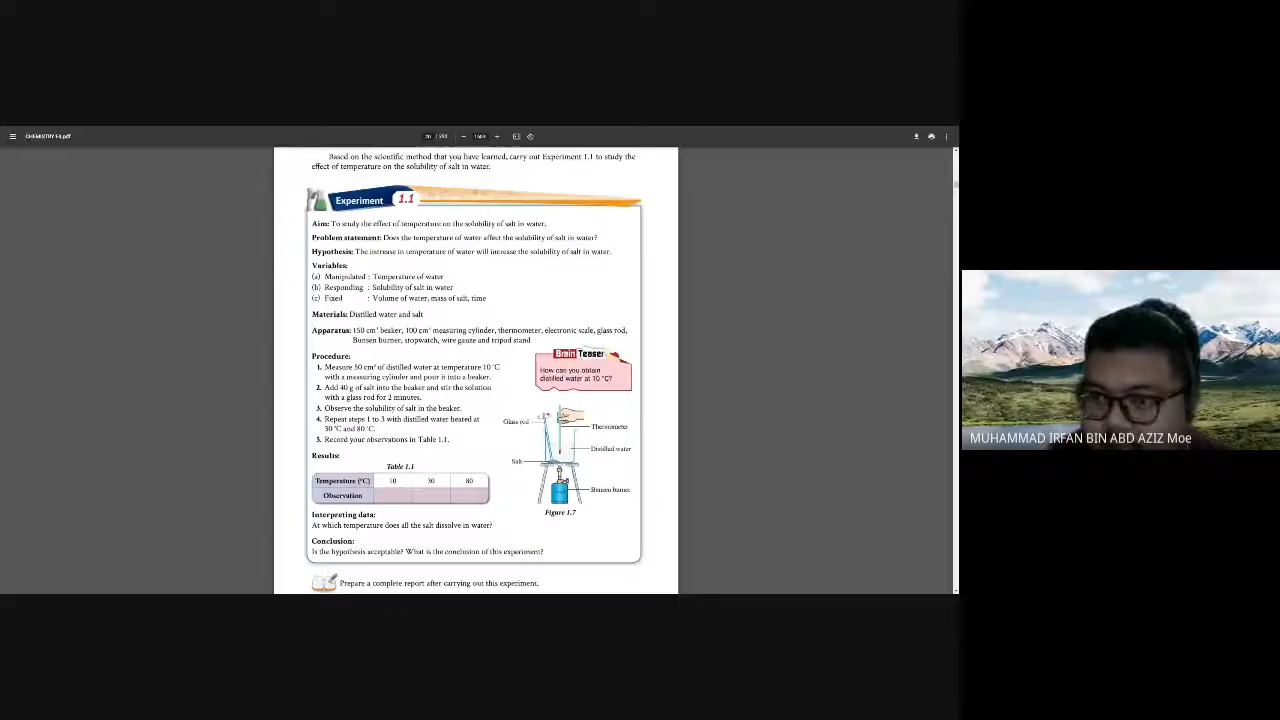 CHEMISTRY F4.pdf
20 / 292
150%
Based on the scientific method that you have learned, carry out Experiment 1.1 to study the
effect of temperature on the solubility of salt in water.
Experiment 1.1
Aim: To study the effect of temperature on the solubility of salt in water.
Problem statement: Does the temperature of water affect the solubility of salt in water?
Hypothesis: The increase in temperature of water will increase the solubility of salt in water.
Variables:
(a) Manipulated : Temperature of water
(b) Responding : Solubility of salt in water
(c) Fixed : Volume of water, mass of salt, time
Materials: Distilled water and salt
Apparatus: 150 cm³ beaker, 100 cm³ measuring cylinder, thermometer, electronic scale, glass rod,
Bunsen burner, stopwatch, wire gauze and tripod stand
Procedure:
1. Measure 50 cm³ of distilled water at temperature 10 °C
with a measuring cylinder and pour it into a beaker.
2. Add 40 g of salt into the beaker and stir the solution
with a glass rod for 2 minutes.
3. Observe the solubility of salt in the beaker.
4. Repeat steps 1 to 3 with distilled water heated at
30 °C and 80 °C.
5. Record your observations in Table 1.1.
Brain Teaser
How can you obtain
distilled water at 10 °C?
Glass rod
Thermometer
Distilled water
Salt
Bunsen burner
Figure 1.7
Results:
Table 1.1
Temperature (°C) 10 30 80
Observation
Interpreting data:
At which temperature does all the salt dissolve in water?
Conclusion:
Is the hypothesis acceptable? What is the conclusion of this experiment?
Prepare a complete report after carrying out this experiment.
MUHAMMAD IRFAN BIN ABD AZIZ Moe